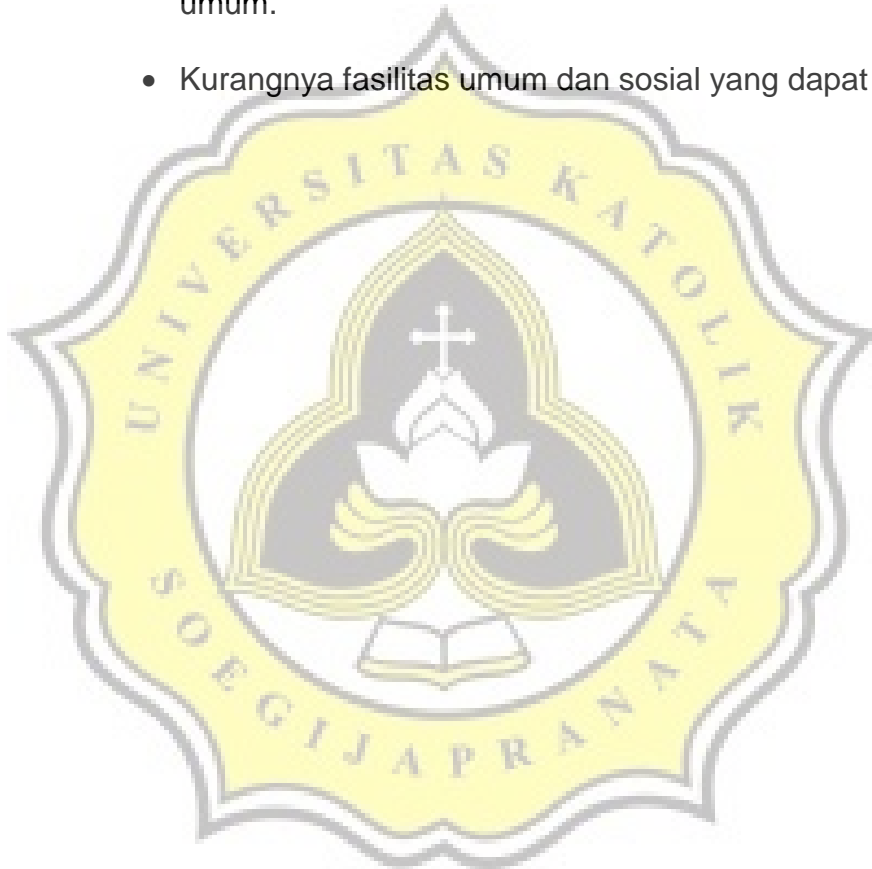 umum.
• Kurangnya fasilitas umum dan sosial yang dapat
UNIVERSITAS KATOLIK
SOEGIJAPRANATA